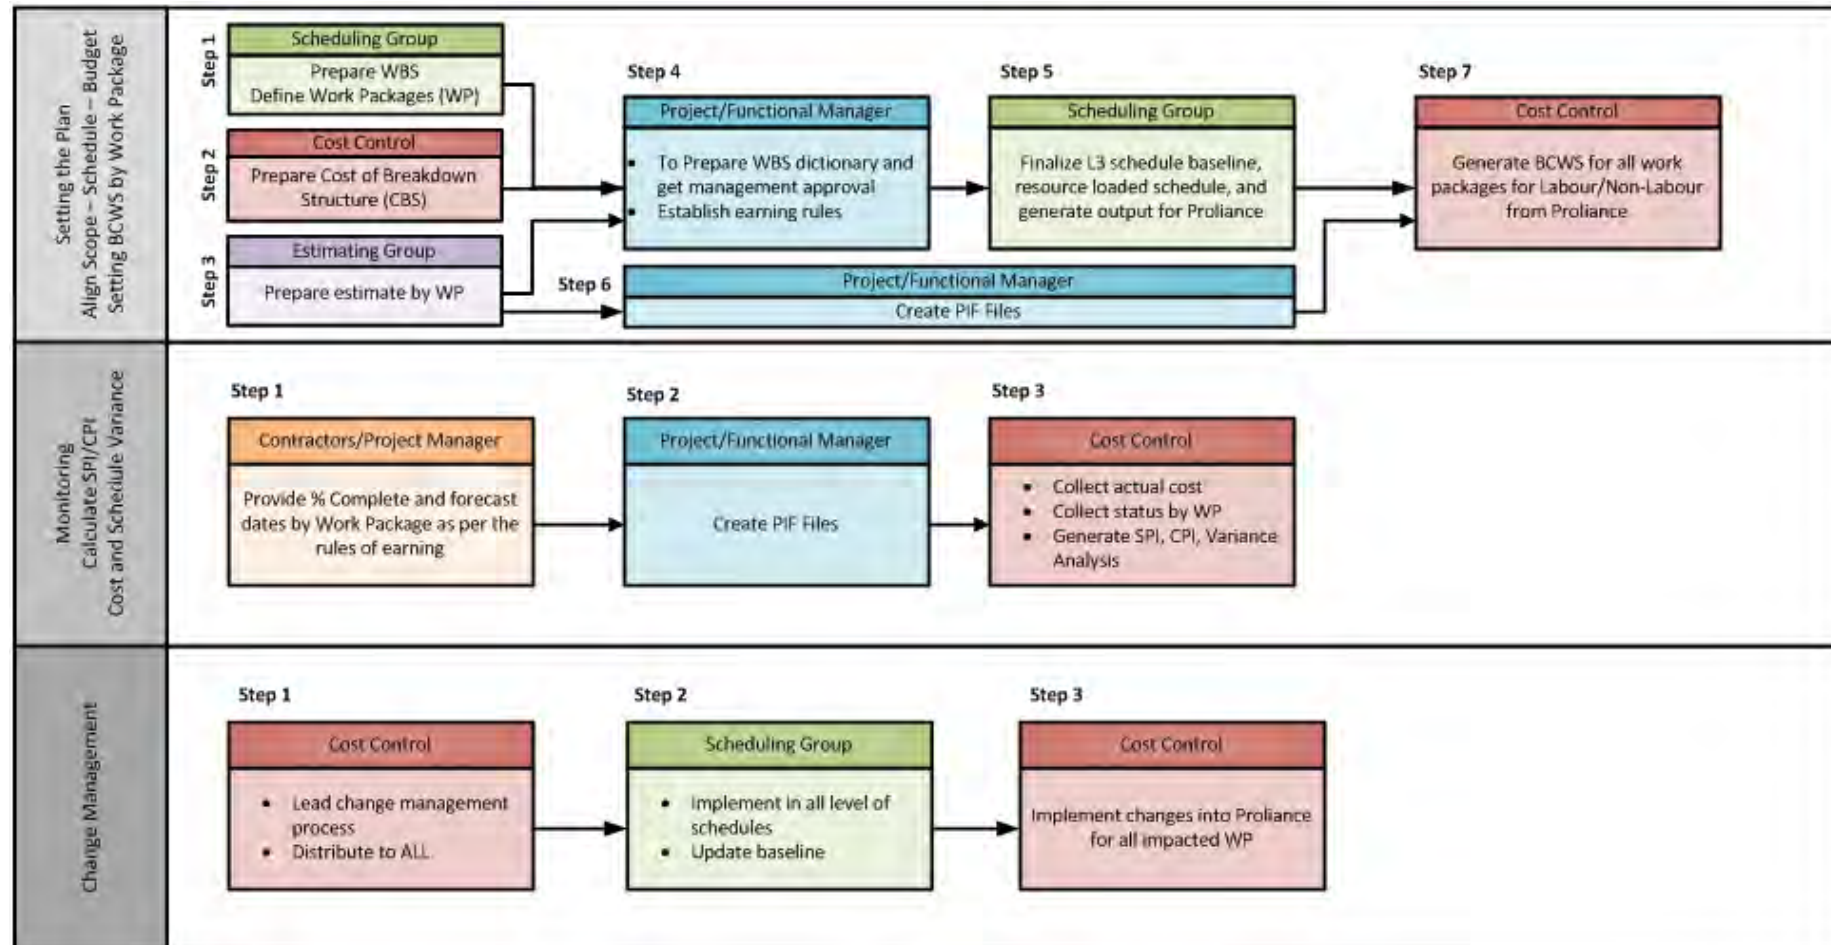 Setting the Plan
Align Scope – Schedule – Budget
Setting BCWS by Work Package
Step 1
Scheduling Group
Prepare WBS
Define Work Packages (WP)
Step 2
Cost Control
Prepare Cost of Breakdown
Structure (CBS)
Step 3
Estimating Group
Prepare estimate by WP
Step 4
Project/Functional Manager
• To Prepare WBS dictionary and
get management approval
• Establish earning rules
Step 5
Scheduling Group
Finalize L3 schedule baseline,
resource loaded schedule, and
generate output for Proliance
Step 6
Project/Functional Manager
Create PIF Files
Step 7
Cost Control
Generate BCWS for all work
packages for Labour/Non-Labour
from Proliance
Monitoring
Calculate SPI/CPI
Cost and Schedule Variance
Step 1
Contractors/Project Manager
Provide % Complete and forecast
dates by Work Package as per the
rules of earning
Step 2
Project/Functional Manager
Create PIF Files
Step 3
Cost Control
• Collect actual cost
• Collect status by WP
• Generate SPI, CPI, Variance
Analysis
Change Management
Step 1
Cost Control
• Lead change management
process
• Distribute to ALL
Step 2
Scheduling Group
• Implement in all level of
schedules
• Update baseline
Step 3
Cost Control
Implement changes into Proliance
for all impacted WP